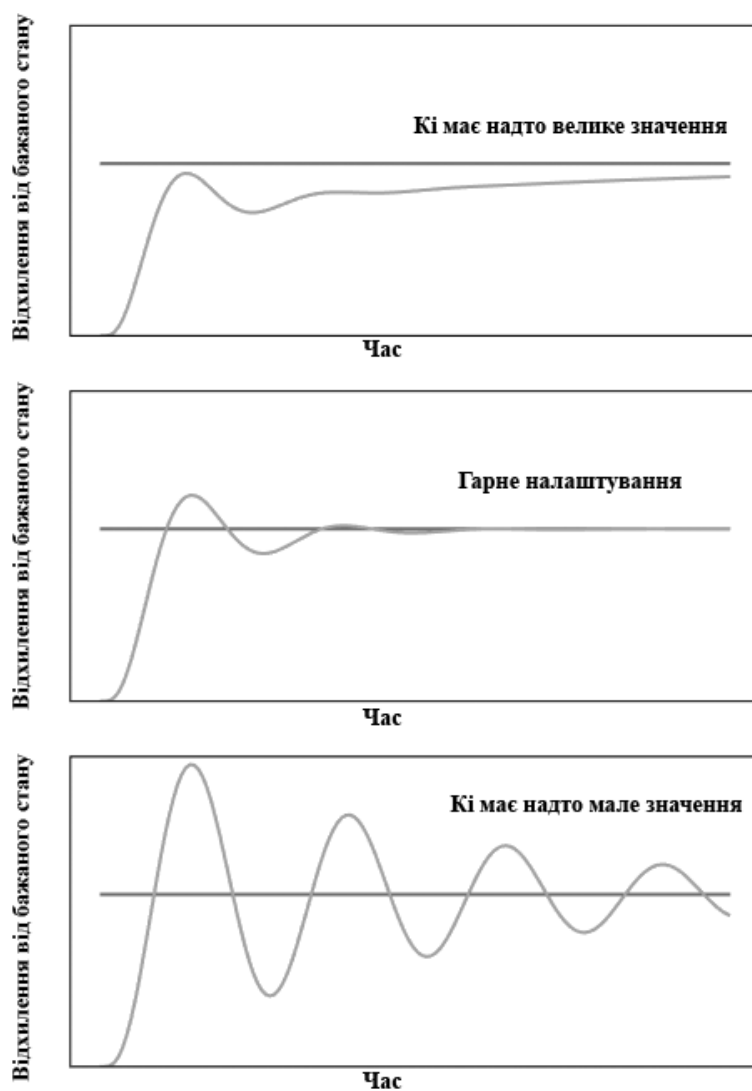 Відхилення від бажаного стану
Кі має надто велике значення
Час
Відхилення від бажаного стану
Гарне налаштування
Час
Відхилення від бажаного стану
Кі має надто мале значення
Час